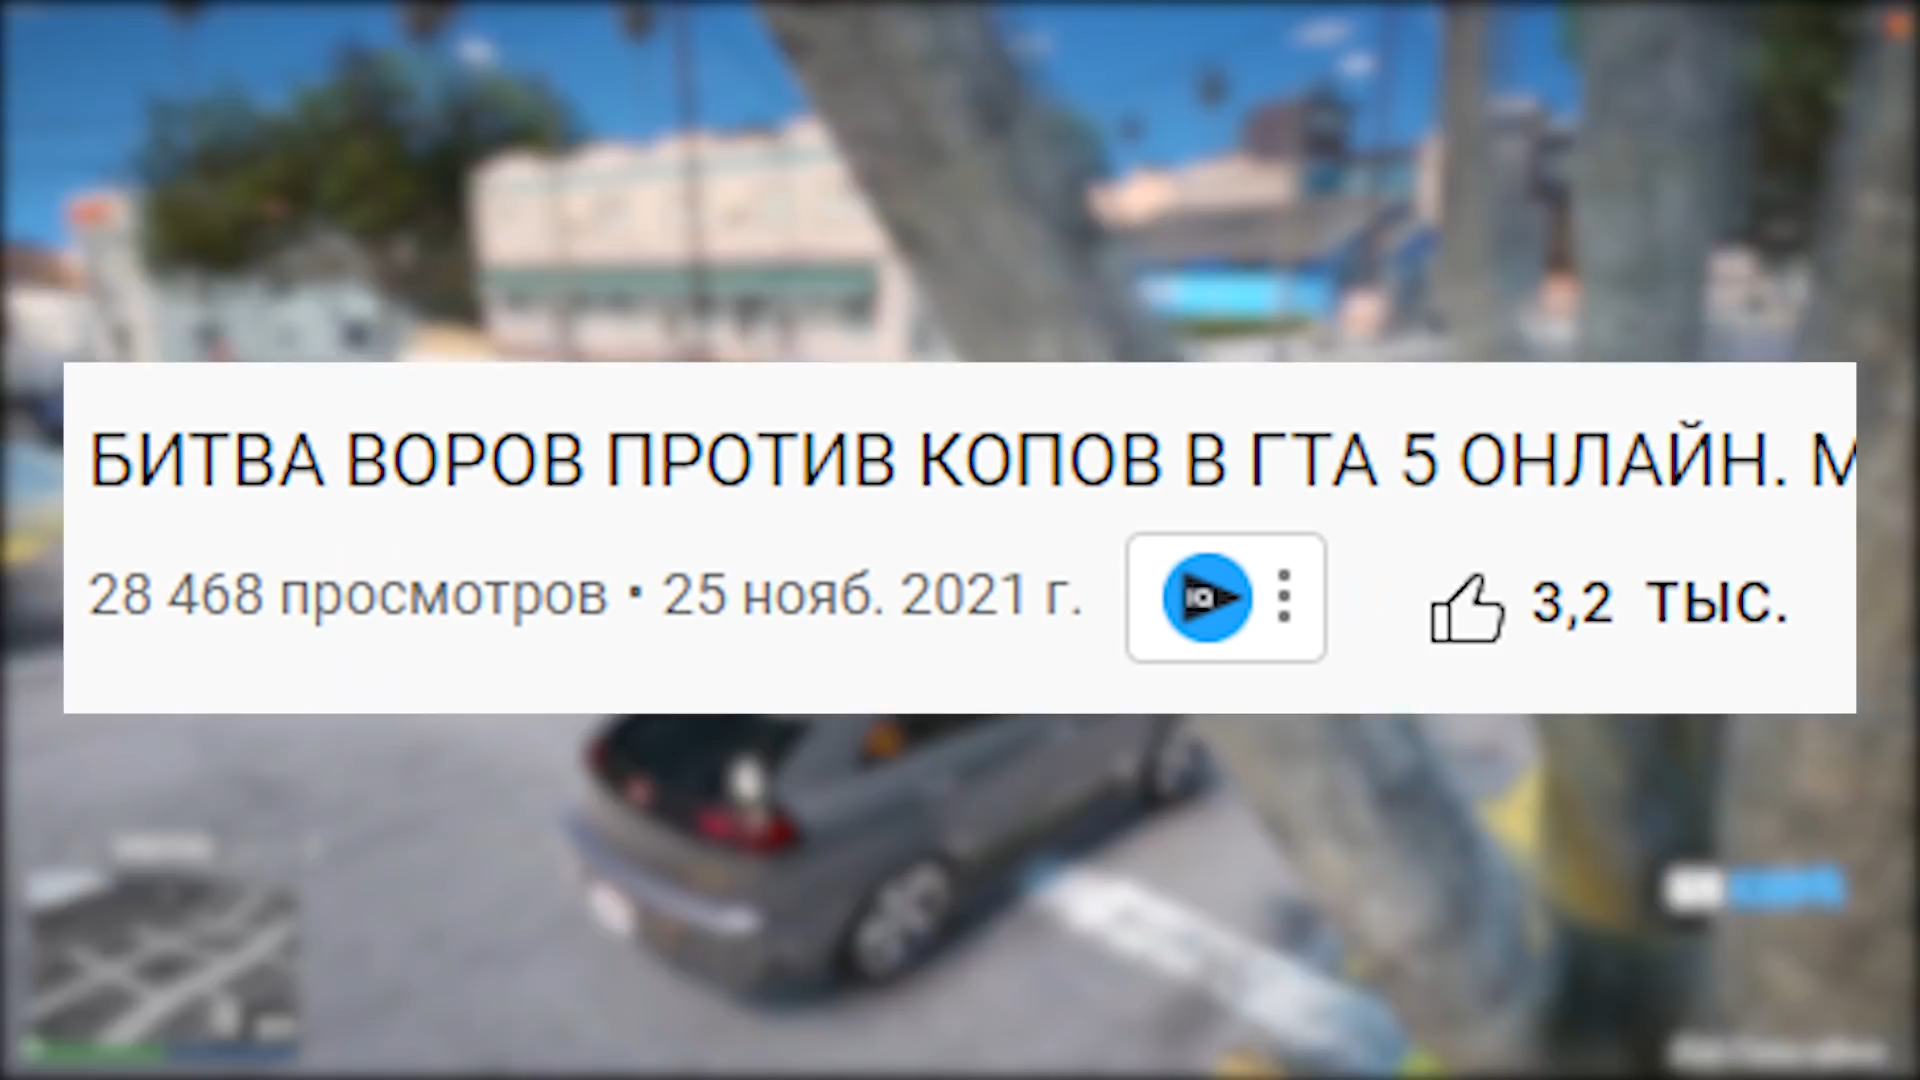 БИТВА ВОРОВ ПРОТИВ КОПОВ В ГТА 5 ОНЛАЙН. М
28 468 просмотров • 25 нояб. 2021 г.
3,2 ТЫС.